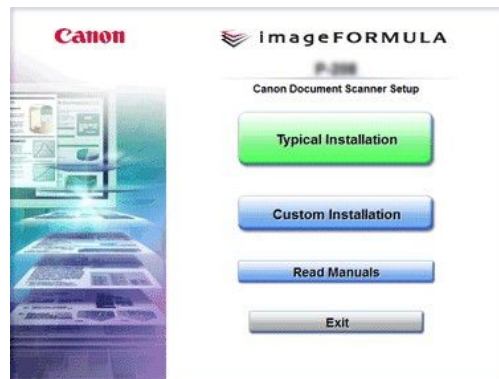 Canon
imageFORMULA
Canon Document Scanner Setup
Typical Installation
Custom Installation
Read Manuals
Exit